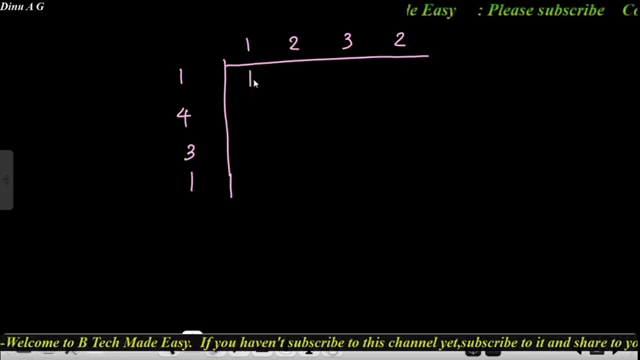 Dinu A G
le Easy : Please subscribe Co
1 2 3 2
1 1
4
3
1
-Welcome to B Tech Made Easy. If you haven't subscribe to this channel yet,subscribe to it and share to yo